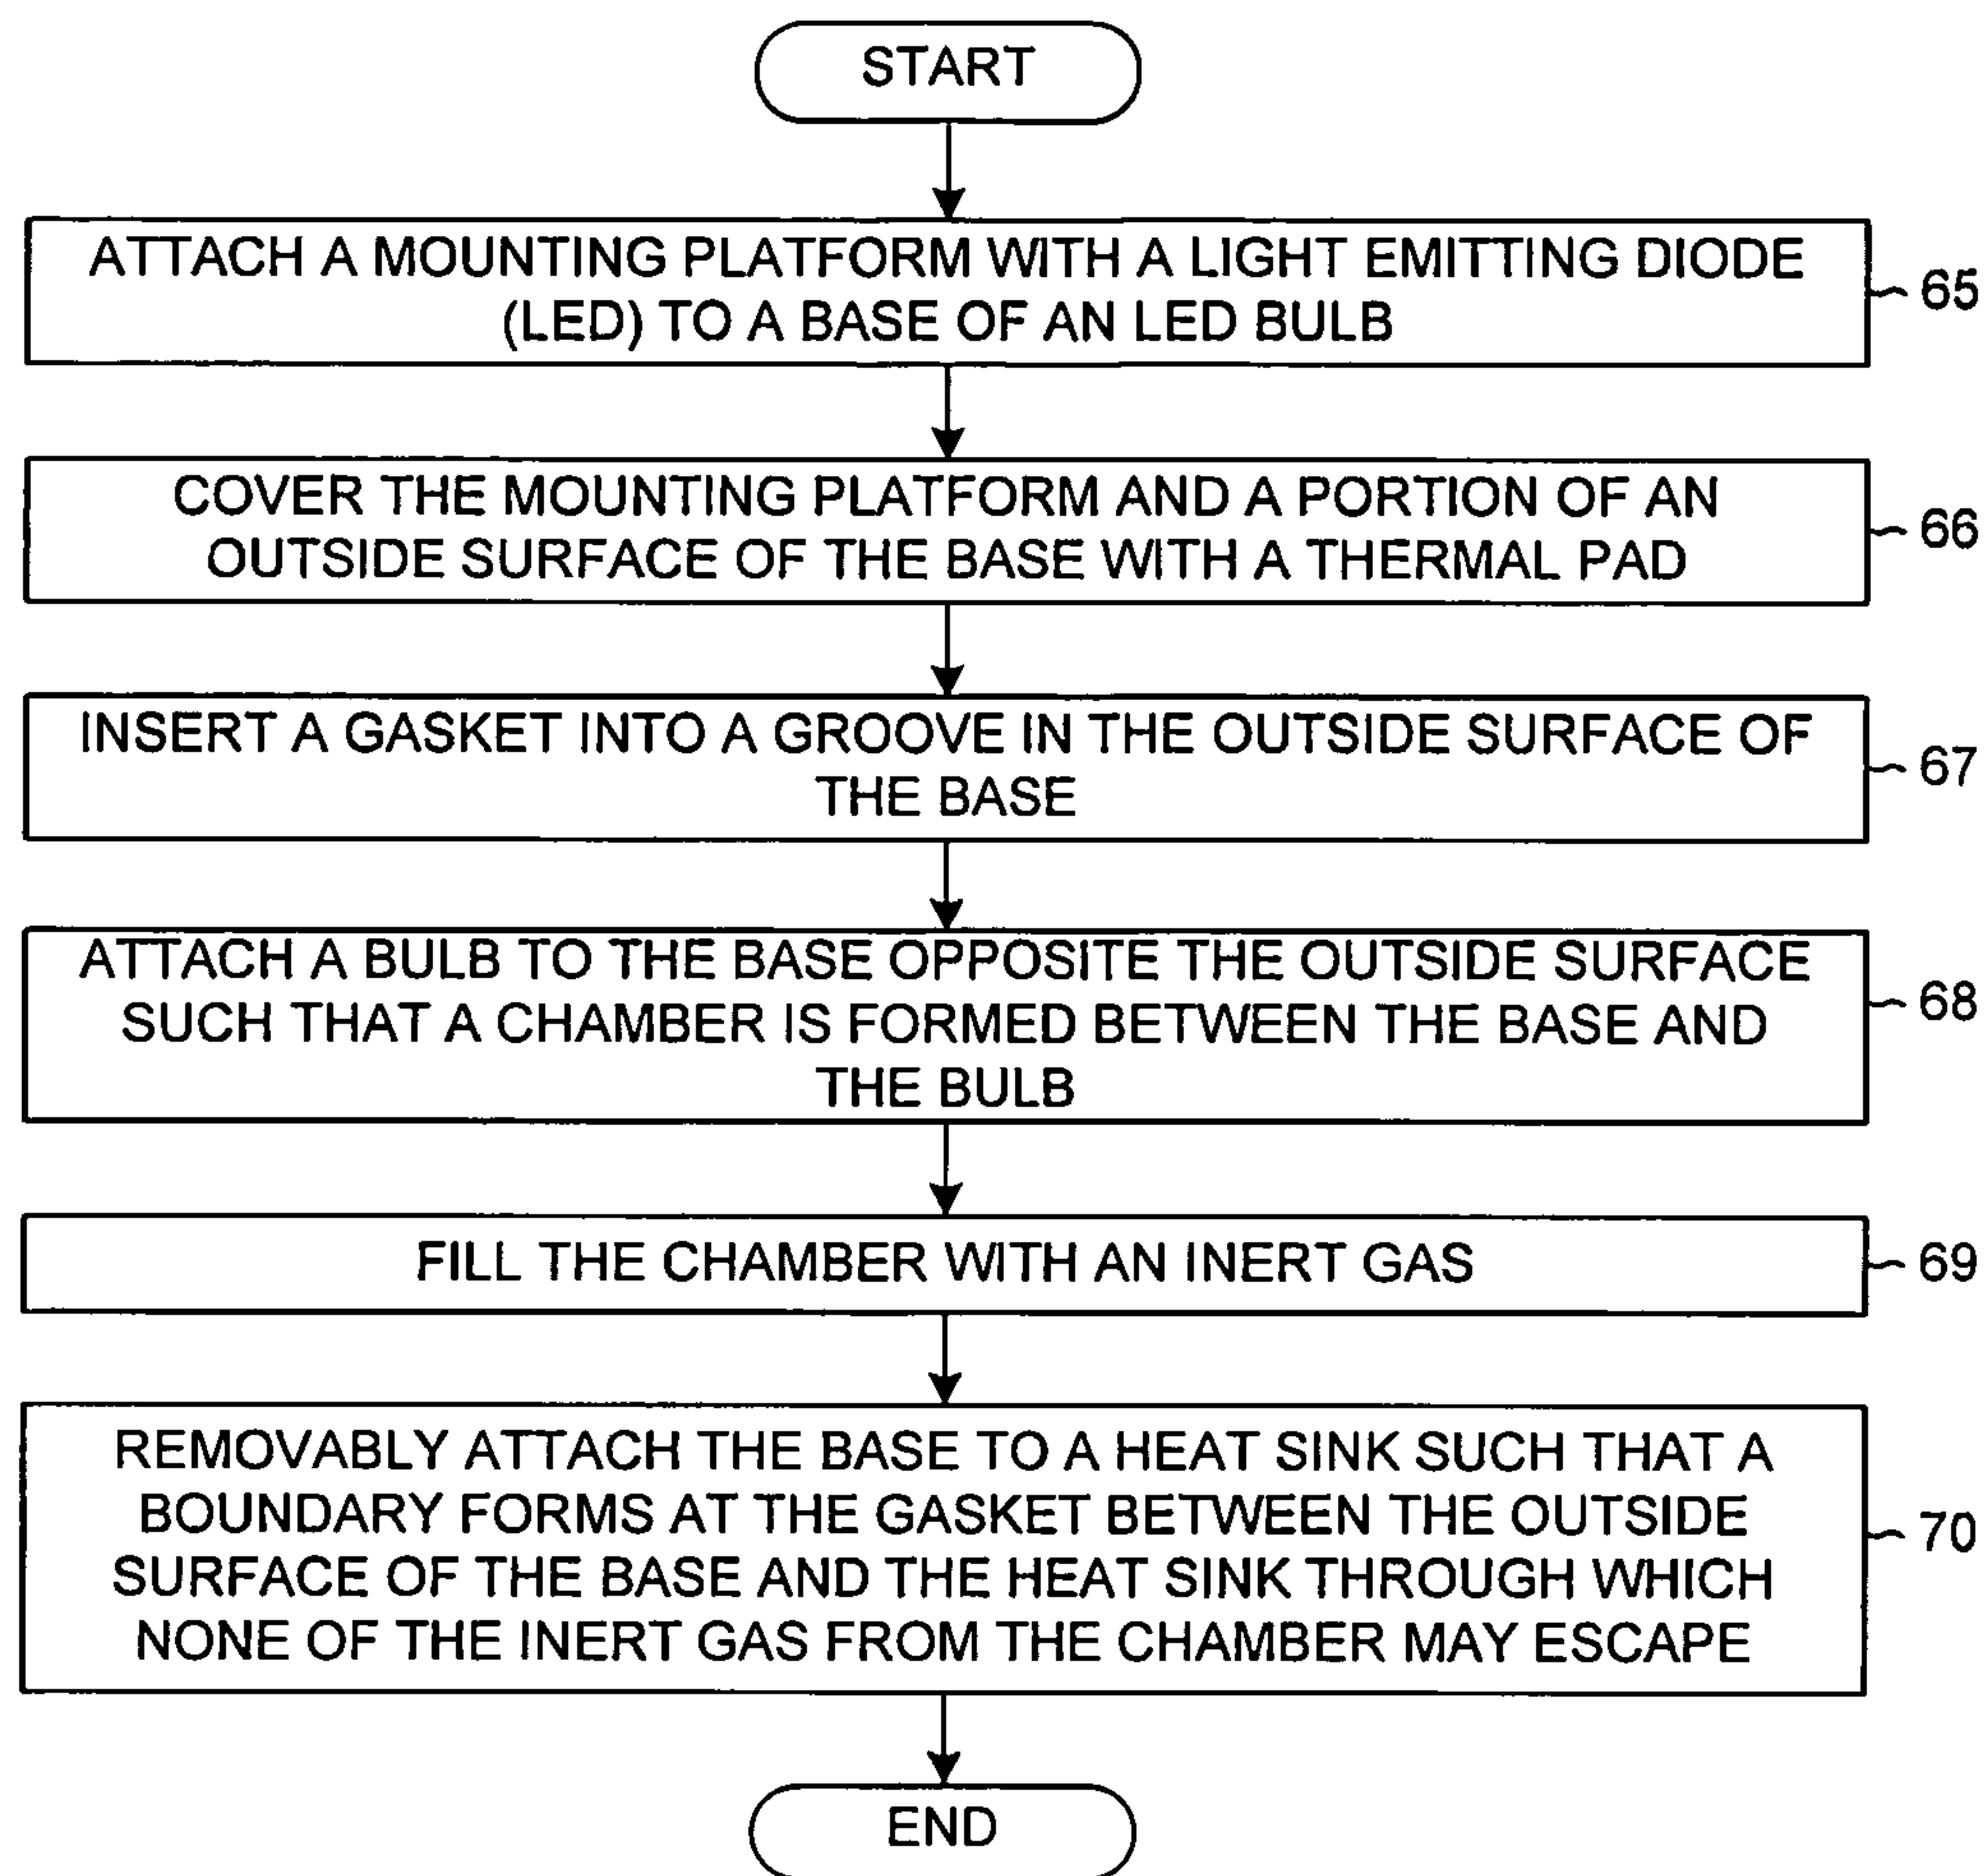 START
ATTACH A MOUNTING PLATFORM WITH A LIGHT EMITTING DIODE
(LED) TO A BASE OF AN LED BULB
65
COVER THE MOUNTING PLATFORM AND A PORTION OF AN
OUTSIDE SURFACE OF THE BASE WITH A THERMAL PAD
66
INSERT A GASKET INTO A GROOVE IN THE OUTSIDE SURFACE OF
THE BASE
67
ATTACH A BULB TO THE BASE OPPOSITE THE OUTSIDE SURFACE
SUCH THAT A CHAMBER IS FORMED BETWEEN THE BASE AND
THE BULB
68
FILL THE CHAMBER WITH AN INERT GAS
69
REMOVABLY ATTACH THE BASE TO A HEAT SINK SUCH THAT A
BOUNDARY FORMS AT THE GASKET BETWEEN THE OUTSIDE
SURFACE OF THE BASE AND THE HEAT SINK THROUGH WHICH
NONE OF THE INERT GAS FROM THE CHAMBER MAY ESCAPE
70
END